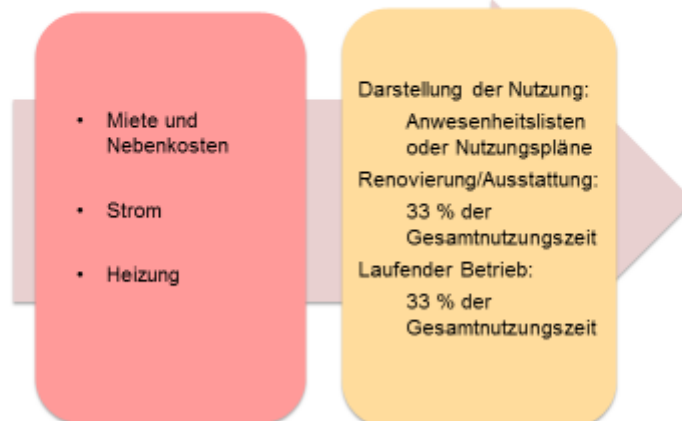 • Miete und
Nebenkosten
• Strom
• Heizung
Darstellung der Nutzung:
Anwesenheitslisten
oder Nutzungspläne
Renovierung/Ausstattung:
33 % der
Gesamtnutzungszeit
Laufender Betrieb:
33 % der
Gesamtnutzungszeit